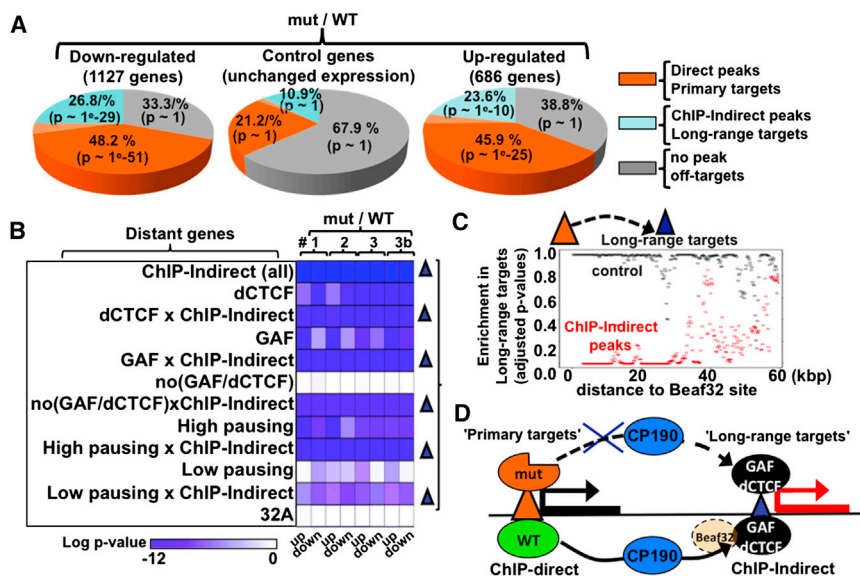 A
mut / WT
Down-regulated
(1127 genes)
Control genes
(unchanged expression)
Up-regulated
(686 genes)
26.8/%
(p ~ 1e-29)
33.3/%
(p ~ 1)
48.2 %
(p ~ 1e-51)
10.9%
(p ~ 1)
21.2/%
(p ~ 1)
67.9 %
(p ~ 1)
23.6%
(p ~ 1e-10)
38.8 %
(p ~ 1)
45.9 %
(p ~ 1e-25)
Direct peaks
Primary targets
ChIP-Indirect peaks
Long-range targets
no peak
off-targets
B
Distant genes
mut / WT
# 1 2 3 3b
ChIP-Indirect (all)
dCTCF
dCTCF x ChIP-Indirect
GAF
GAF x ChIP-Indirect
no(GAF/dCTCF)
no(GAF/dCTCF)xChIP-Indirect
High pausing
High pausing x ChIP-Indirect
Low pausing
Low pausing x ChIP-Indirect
32A
up down up down up down up down
Log p-value
-12 0
C
Long-range targets
Enrichment in
Long-range targets
(adjusted p-values)
1.0
0.8
0.6
0.4
0.2
0.0
control
ChIP-Indirect
peaks
0 20 40 60 (kbp)
distance to Beaf32 site
D
'Primary targets'
CP190
'Long-range targets'
mut
GAF
dCTCF
WT
CP190
Beaf32
GAF
dCTCF
ChIP-direct
ChIP-Indirect